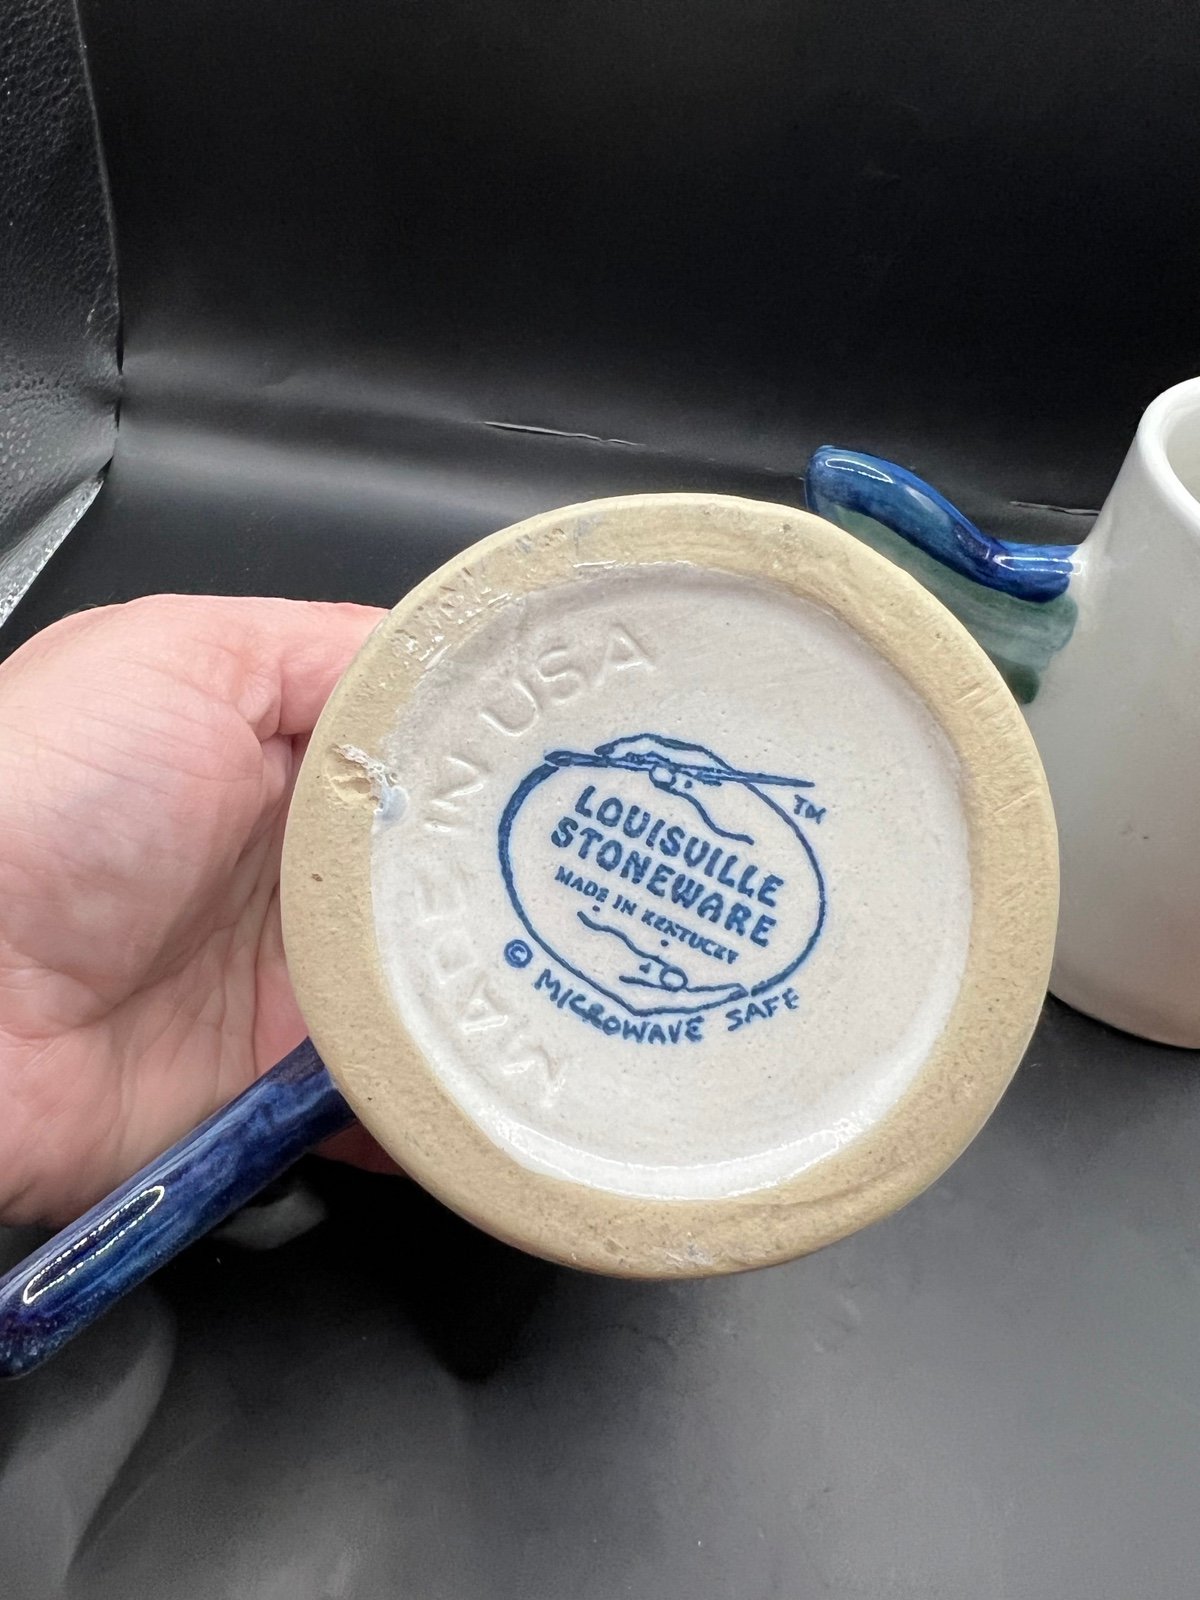 MADE IN USA
LOUISVILLE
STONEWARE
MADE IN KENTUCKY
TM
© MICROWAVE SAFE